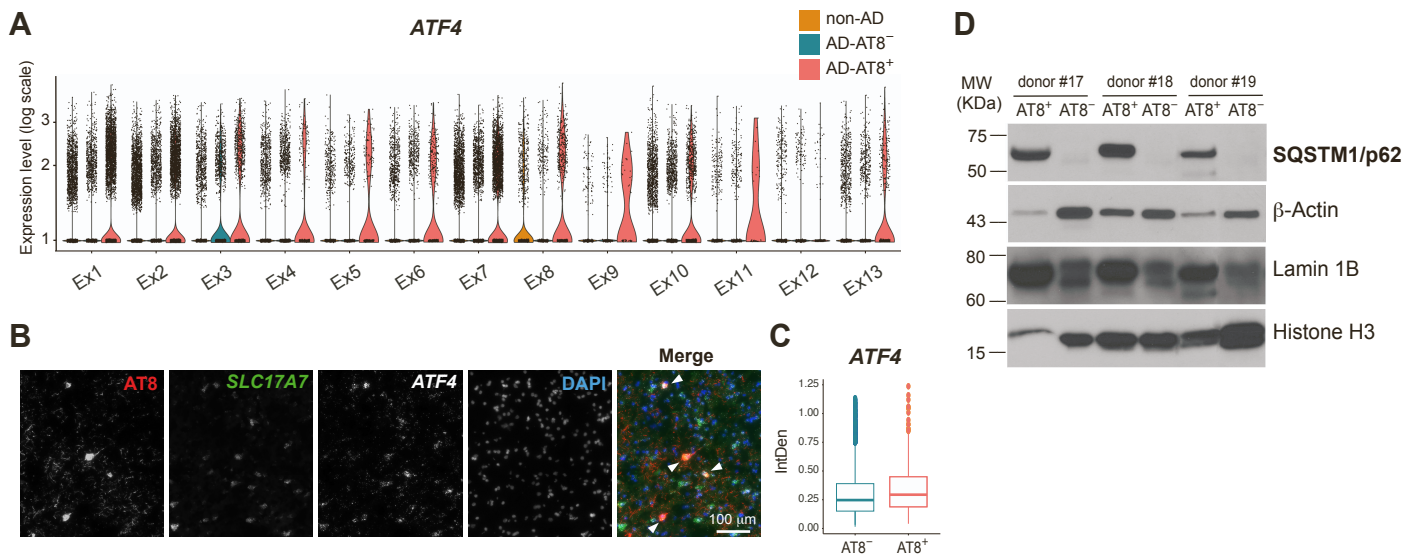 A
ATF4
non-AD
AD-AT8⁻
AD-AT8⁺
Expression level (log scale)
3
2
1
Ex1 Ex2 Ex3 Ex4 Ex5 Ex6 Ex7 Ex8 Ex9 Ex10 Ex11 Ex12 Ex13
B
AT8
SLC17A7
ATF4
DAPI
Merge
100 µm
C
ATF4
IntDen
1.25
1.00
0.75
0.50
0.25
0.00
AT8⁻ AT8⁺
D
MW
(KDa)
donor #17 donor #18 donor #19
AT8⁺ AT8⁻ AT8⁺ AT8⁻ AT8⁺ AT8⁻
75
50
SQSTM1/p62
43
β-Actin
80
60
Lamin 1B
15
Histone H3